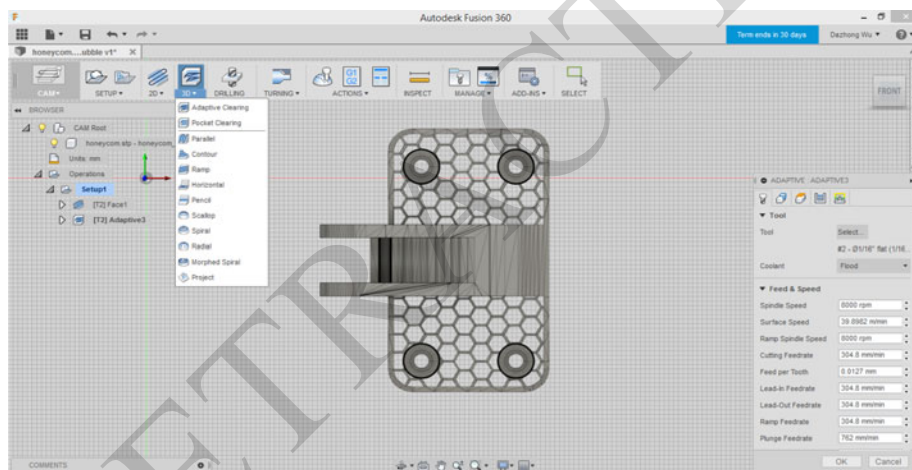 Autodesk Fusion 360
honeycom....ubble v1*
Term ends in 30 days
Dazhong Wu
CAM
SETUP
2D
3D
DRILLING
TURNING
ACTIONS
G1
G2
INSPECT
MANAGE
ADD-INS
SELECT
BROWSER
CAM Root
honeycom stp - honeycom_
Units: mm
Operations
Setup1
[T2] Face1
[T2] Adaptive3
Adaptive Clearing
Pocket Clearing
Parallel
Contour
Ramp
Horizontal
Pencil
Scallop
Spiral
Radial
Morphed Spiral
Project
FRONT
ADAPTIVE : ADAPTIVE3
Tool
Tool Select...
#2 - Ø1/16" flat (1/16...
Coolant Flood
Feed & Speed
Spindle Speed 8000 rpm
Surface Speed 39.8982 m/min
Ramp Spindle Speed 8000 rpm
Cutting Feedrate 304.8 mm/min
Feed per Tooth 0.0127 mm
Lead-in Feedrate 304.8 mm/min
Lead-Out Feedrate 304.8 mm/min
Ramp Feedrate 304.8 mm/min
Plunge Feedrate 762 mm/min
OK Cancel
COMMENTS
RETRACT